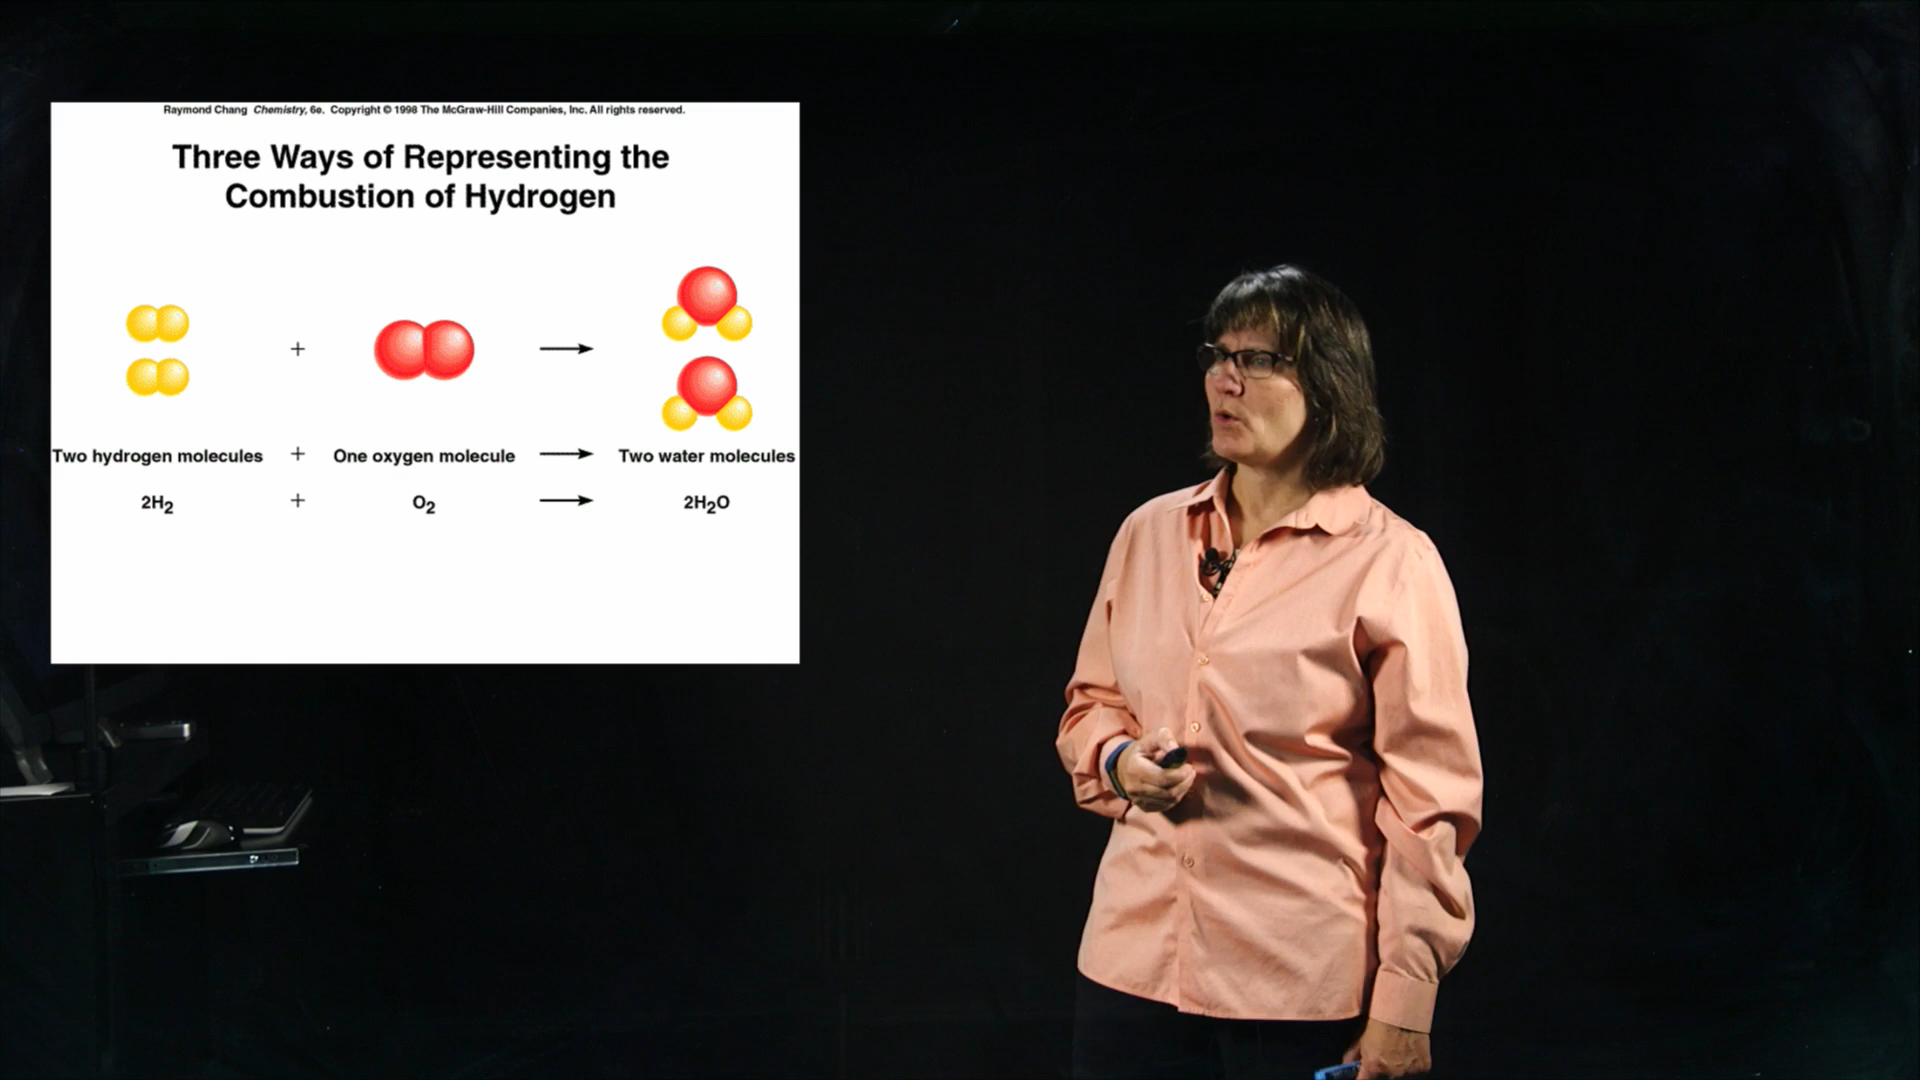 Raymond Chang Chemistry, 6e. Copyright © 1998 The McGraw-Hill Companies, Inc. All rights reserved.
Three Ways of Representing the
Combustion of Hydrogen
+ →
Two hydrogen molecules + One oxygen molecule → Two water molecules
2H₂ + O₂ → 2H₂O